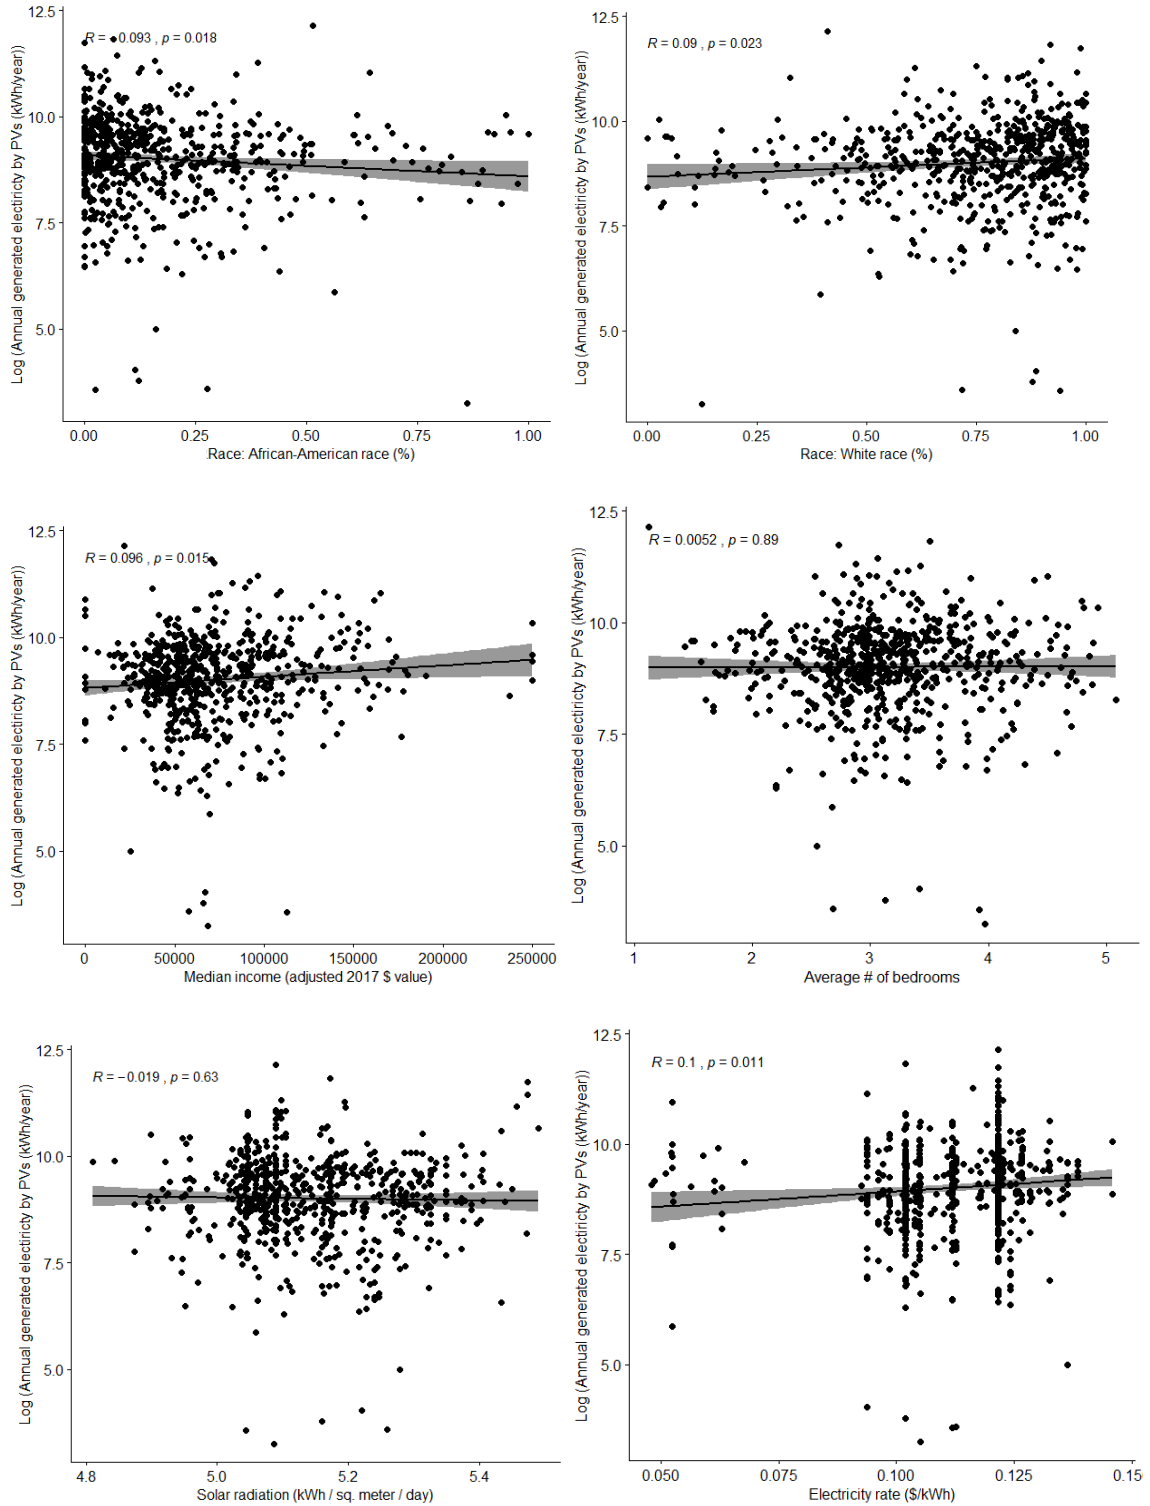 Log (Annual generated electiricty by PVs (kWh/year))
12.5
10.0
7.5
5.0
R = −0.093 , p = 0.018
0.00 0.25 0.50 0.75 1.00
Race: African-American race (%)
Log (Annual generated electiricty by PVs (kWh/year))
12.5
10.0
7.5
5.0
R = 0.09 , p = 0.023
0.00 0.25 0.50 0.75 1.00
Race: White race (%)
Log (Annual generated electiricty by PVs (kWh/year))
12.5
10.0
7.5
5.0
R = 0.096 , p = 0.015
0 50000 100000 150000 200000 250000
Median income (adjusted 2017 $ value)
Log (Annual generated electiricty by PVs (kWh/year))
12.5
10.0
7.5
5.0
R = 0.0052 , p = 0.89
1 2 3 4 5
Average # of bedrooms
Log (Annual generated electiricty by PVs (kWh/year))
12.5
10.0
7.5
5.0
R = −0.019 , p = 0.63
4.8 5.0 5.2 5.4
Solar radiation (kWh / sq. meter / day)
Log (Annual generated electiricty by PVs (kWh/year))
12.5
10.0
7.5
5.0
R = 0.1 , p = 0.011
0.050 0.075 0.100 0.125 0.15
Electricity rate ($/kWh)